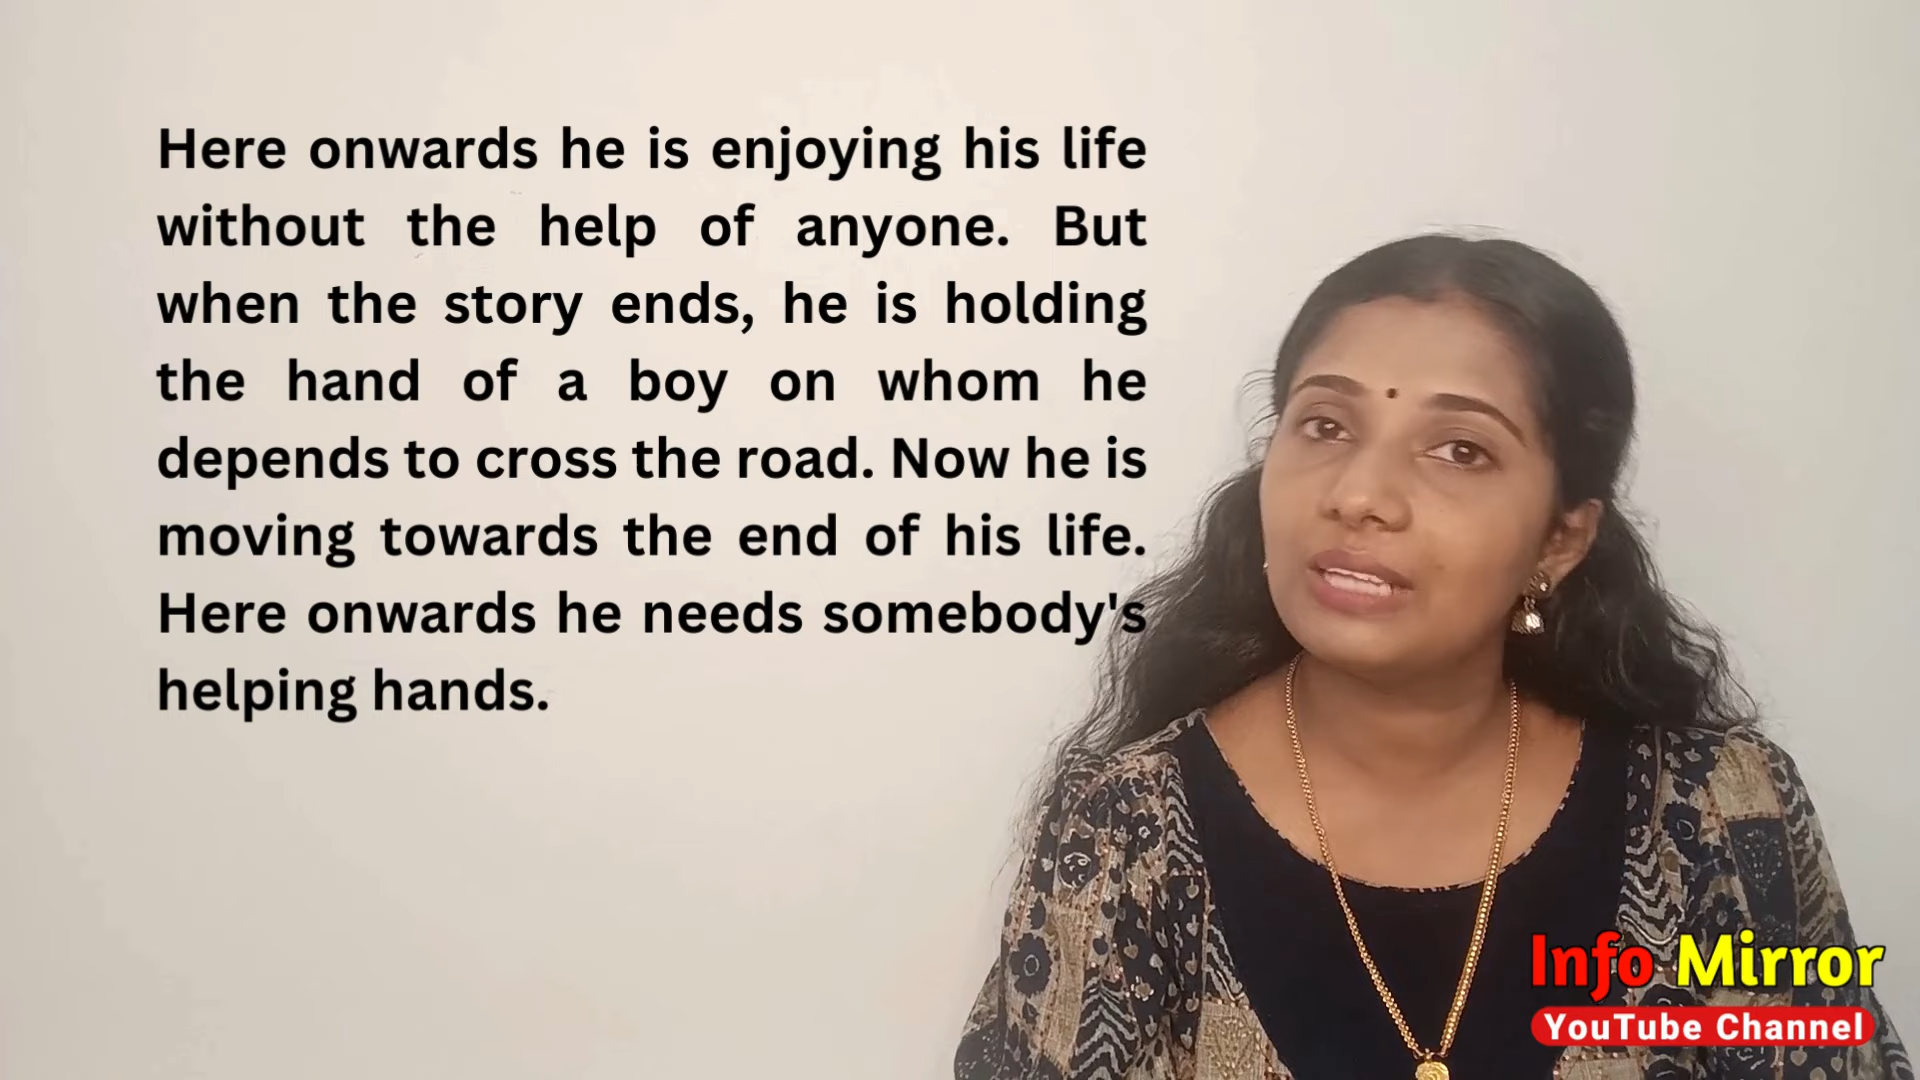 Here onwards he is enjoying his life
without the help of anyone. But
when the story ends, he is holding
the hand of a boy on whom he
depends to cross the road. Now he is
moving towards the end of his life.
Here onwards he needs somebody's
helping hands.
Info Mirror
YouTube Channel